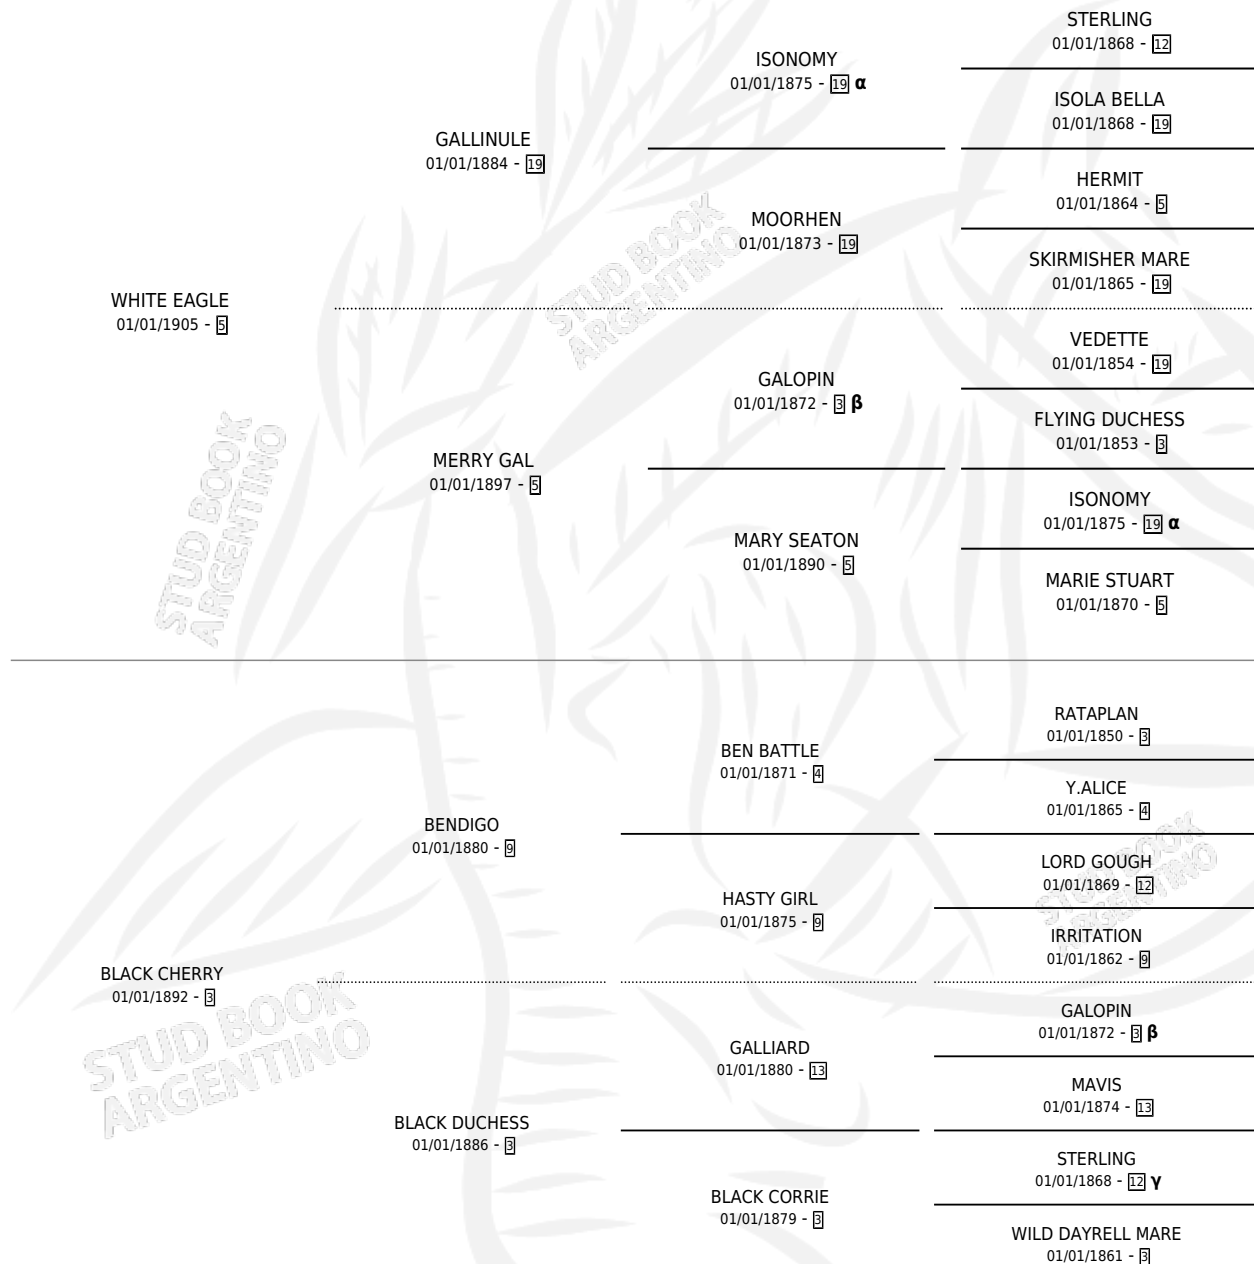 STERLING
01/01/1868 - 12
ISONOMY
01/01/1875 - 19 α
ISOLA BELLA
01/01/1868 - 19
GALLINULE
01/01/1884 - 19
HERMIT
01/01/1864 - 5
MOORHEN
01/01/1873 - 19
SKIRMISHER MARE
01/01/1865 - 19
WHITE EAGLE
01/01/1905 - 5
VEDETTE
01/01/1854 - 19
GALOPIN
01/01/1872 - 3 β
FLYING DUCHESS
01/01/1853 - 3
MERRY GAL
01/01/1897 - 5
ISONOMY
01/01/1875 - 19 α
MARY SEATON
01/01/1890 - 5
MARIE STUART
01/01/1870 - 5
RATAPLAN
01/01/1850 - 3
BEN BATTLE
01/01/1871 - 4
Y.ALICE
01/01/1865 - 4
BENDIGO
01/01/1880 - 9
LORD GOUGH
01/01/1869 - 12
HASTY GIRL
01/01/1875 - 9
IRRITATION
01/01/1862 - 9
BLACK CHERRY
01/01/1892 - 3
GALOPIN
01/01/1872 - 3 β
GALLIARD
01/01/1880 - 13
MAVIS
01/01/1874 - 13
BLACK DUCHESS
01/01/1886 - 3
STERLING
01/01/1868 - 12 γ
BLACK CORRIE
01/01/1879 - 3
WILD DAYRELL MARE
01/01/1861 - 3
STUD BOOK
ARGENTINO
STUD BOOK
ARGENTINO
STUD BOOK
ARGENTINO
STUD BOOK
ARGENTINO